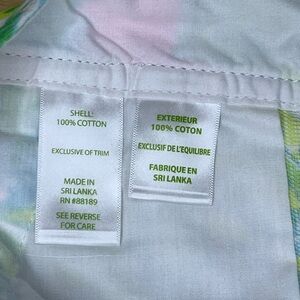 SHELL:
100% COTTON
EXCLUSIVE OF TRIM
MADE IN
SRI LANKA
RN #88189
SEE REVERSE
FOR CARE
EXTERIEUR
100% COTON
EXCLUSIF DE L'EQUILIBRE
FABRIQUE EN
SRI LANKA